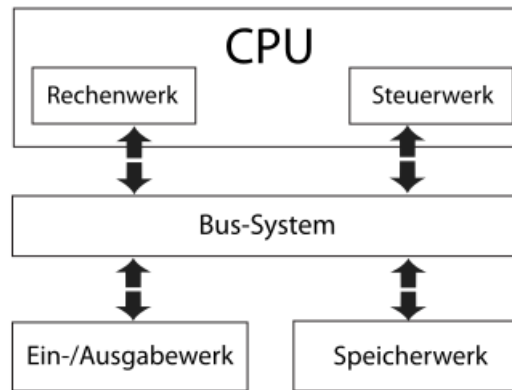 CPU
Rechenwerk
Steuerwerk
Bus-System
Ein-/Ausgabewerk
Speicherwerk